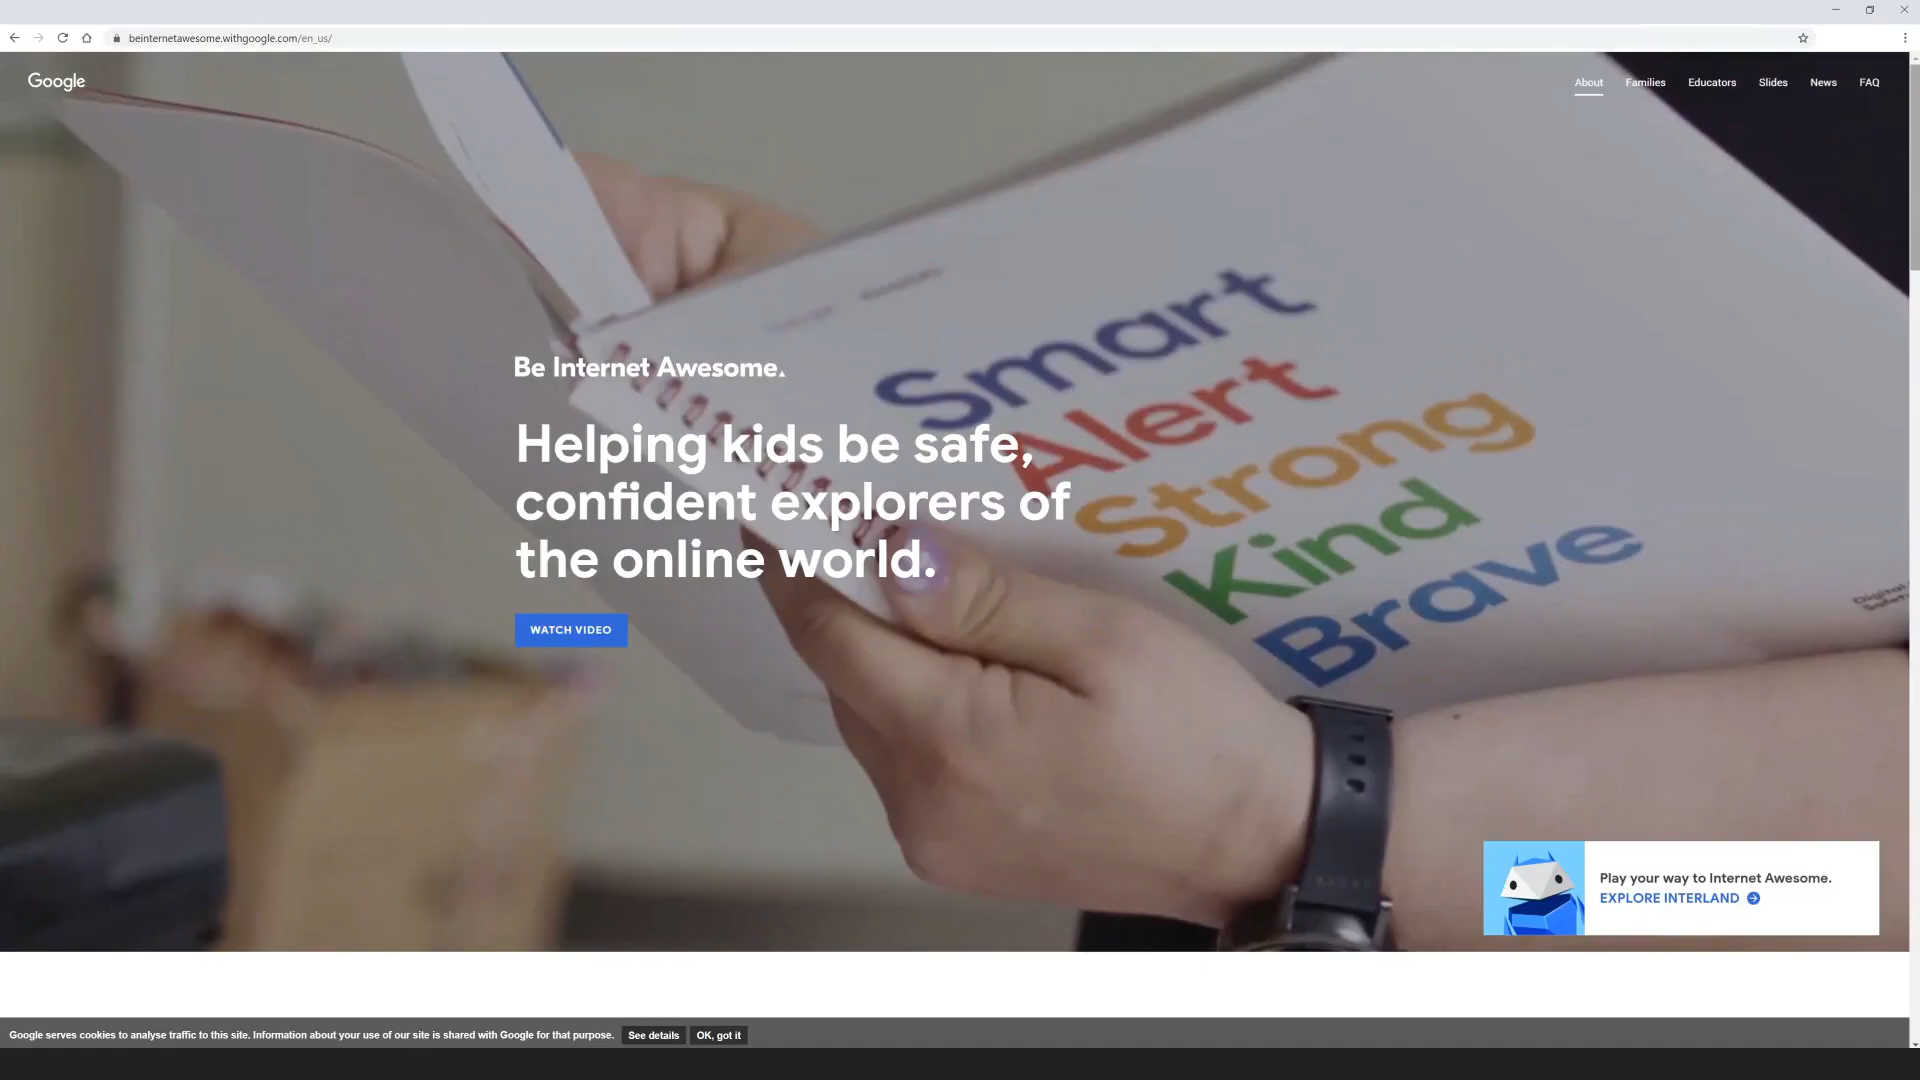 beinternetawesome.withgoogle.com/en_us/
Google
About Families Educators Slides News FAQ
Smart
Alert
Strong
Kind
Brave
Be Internet Awesome.
Helping kids be safe,
confident explorers of
the online world.
WATCH VIDEO
Play your way to Internet Awesome.
EXPLORE INTERLAND
Google serves cookies to analyse traffic to this site. Information about your use of our site is shared with Google for that purpose. See details OK, got it